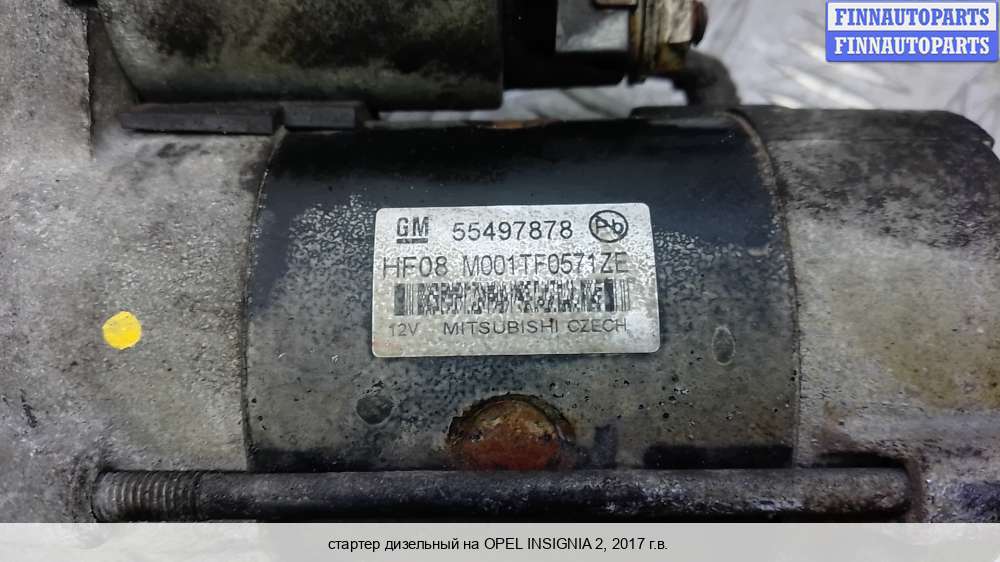 FINNAUTOPARTS
FINNAUTOPARTS
GM 55497878 Pb
HF08 M001TF0571ZE
12V MITSUBISHI CZECH
стартер дизельный на OPEL INSIGNIA 2, 2017 г.в.